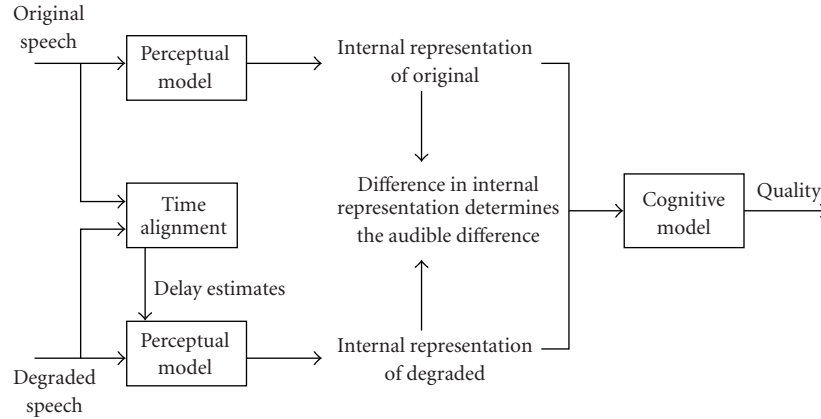 Original
speech
Perceptual
model
Internal representation
of original
Time
alignment
Difference in internal
representation determines
the audible difference
Cognitive
model
Quality
Delay estimates
Degraded
speech
Perceptual
model
Internal representation
of degraded